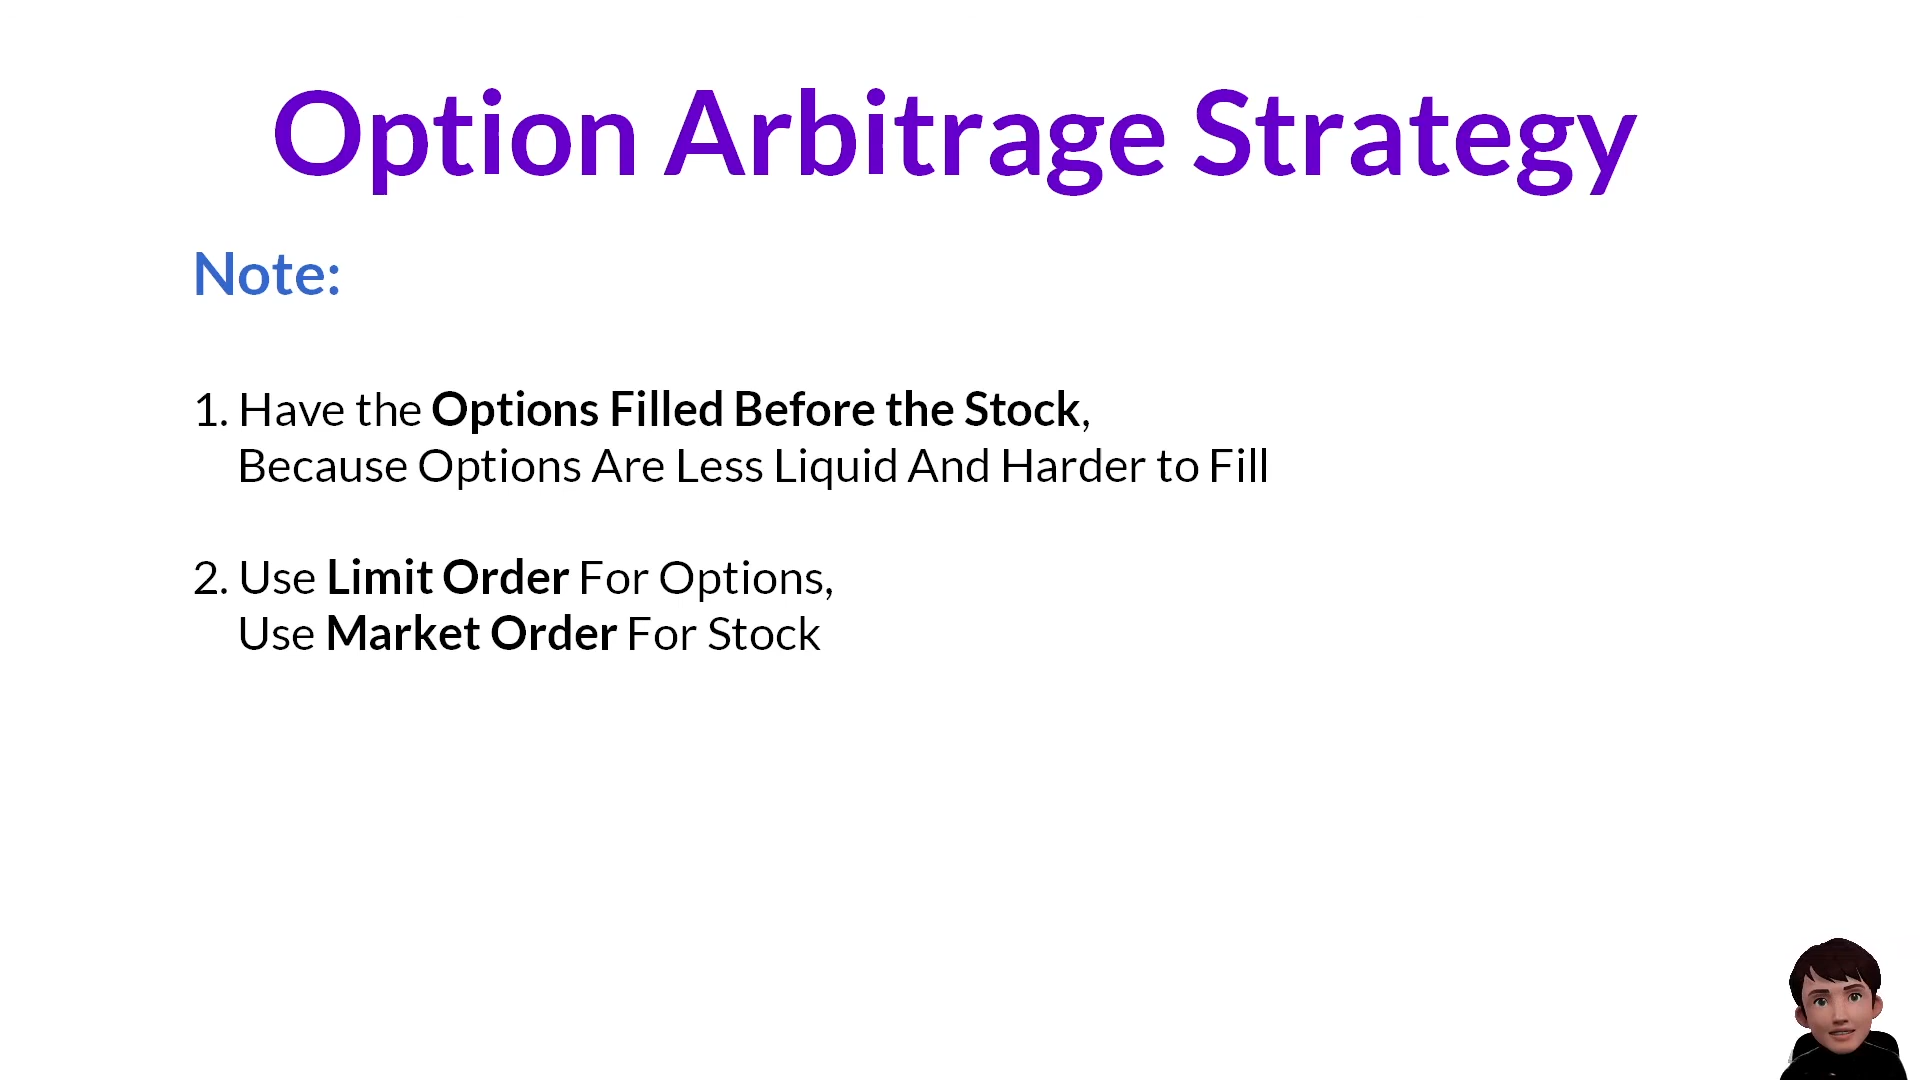 Option Arbitrage Strategy
Note:
1. Have the Options Filled Before the Stock,
Because Options Are Less Liquid And Harder to Fill
2. Use Limit Order For Options,
Use Market Order For Stock